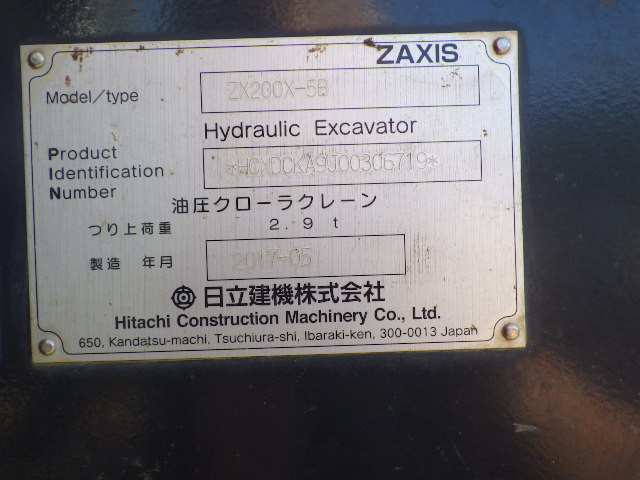 ZAXIS
Model/type ZX200X-5B
Hydraulic Excavator
Product
Identification *HCMDCKA9J00306719*
Number
油圧クローラクレーン
つり上荷重 2.9 t
製造 年月 2017-05
日立建機株式会社
Hitachi Construction Machinery Co., Ltd.
650, Kandatsu-machi, Tsuchiura-shi, Ibaraki-ken, 300-0013 Japan